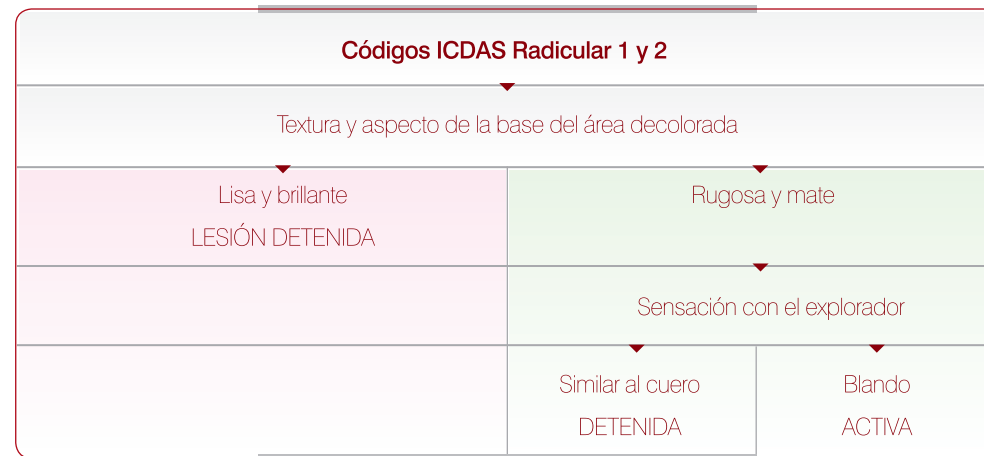 Códigos ICDAS Radicular 1 y 2
Textura y aspecto de la base del área decolorada
Lisa y brillante
LESIÓN DETENIDA
Rugosa y mate
Sensación con el explorador
Similar al cuero
DETENIDA
Blando
ACTIVA